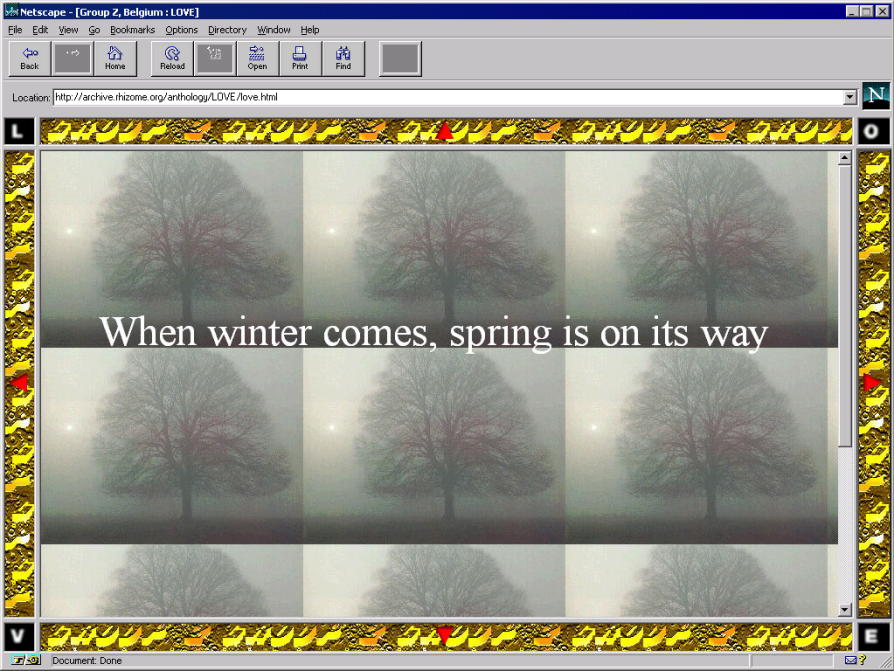 Netscape - [Group Z, Belgium : LOVE]
File Edit View Go Bookmarks Options Directory Window Help
Back Home Reload Open Print Find
Location: http://archive.rhizome.org/anthology/LOVE/love.html
N
L O
When winter comes, spring is on its way
V E
Document: Done